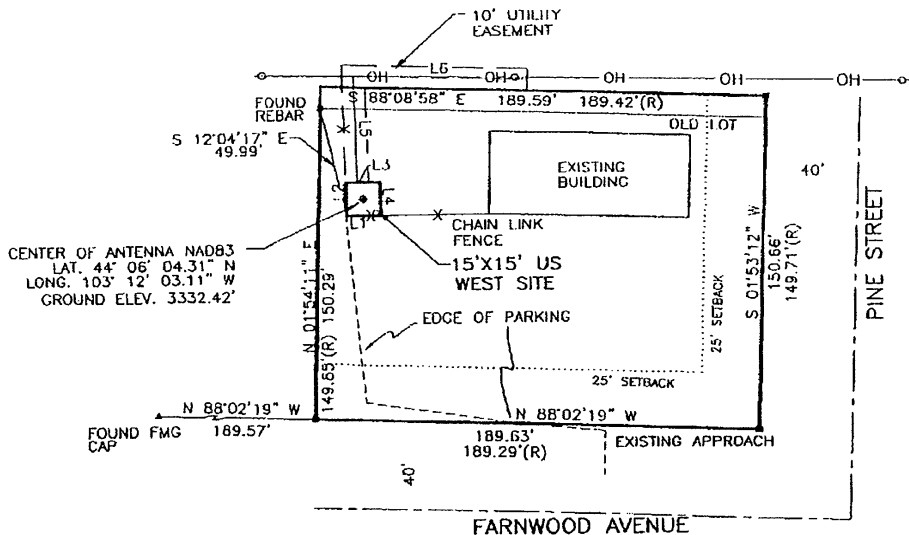 10' UTILITY
EASEMENT
L6
OH OH OH OH OH
S 88°08'58" E 189.59' 189.42'(R)
FOUND
REBAR
OLD LOT
S 12°04'17" E
49.99'
L5
40'
L3
EXISTING
BUILDING
L2
L4
L1
CHAIN LINK
FENCE
CENTER OF ANTENNA NAD83
LAT. 44° 06' 04.31" N
LONG. 103° 12' 03.11" W
GROUND ELEV. 3332.42'
15'X15' US
WEST SITE
S 01°53'12" W
150.66'
149.71'(R)
PINE STREET
N 01°54'11" E 150.29'
149.65'(R)
EDGE OF PARKING
25' SETBACK
25' SETBACK
N 88°02'19" W
189.57'
FOUND FMG
CAP
N 88°02'19" W
189.63'
189.29'(R)
EXISTING APPROACH
40'
FARNWOOD AVENUE